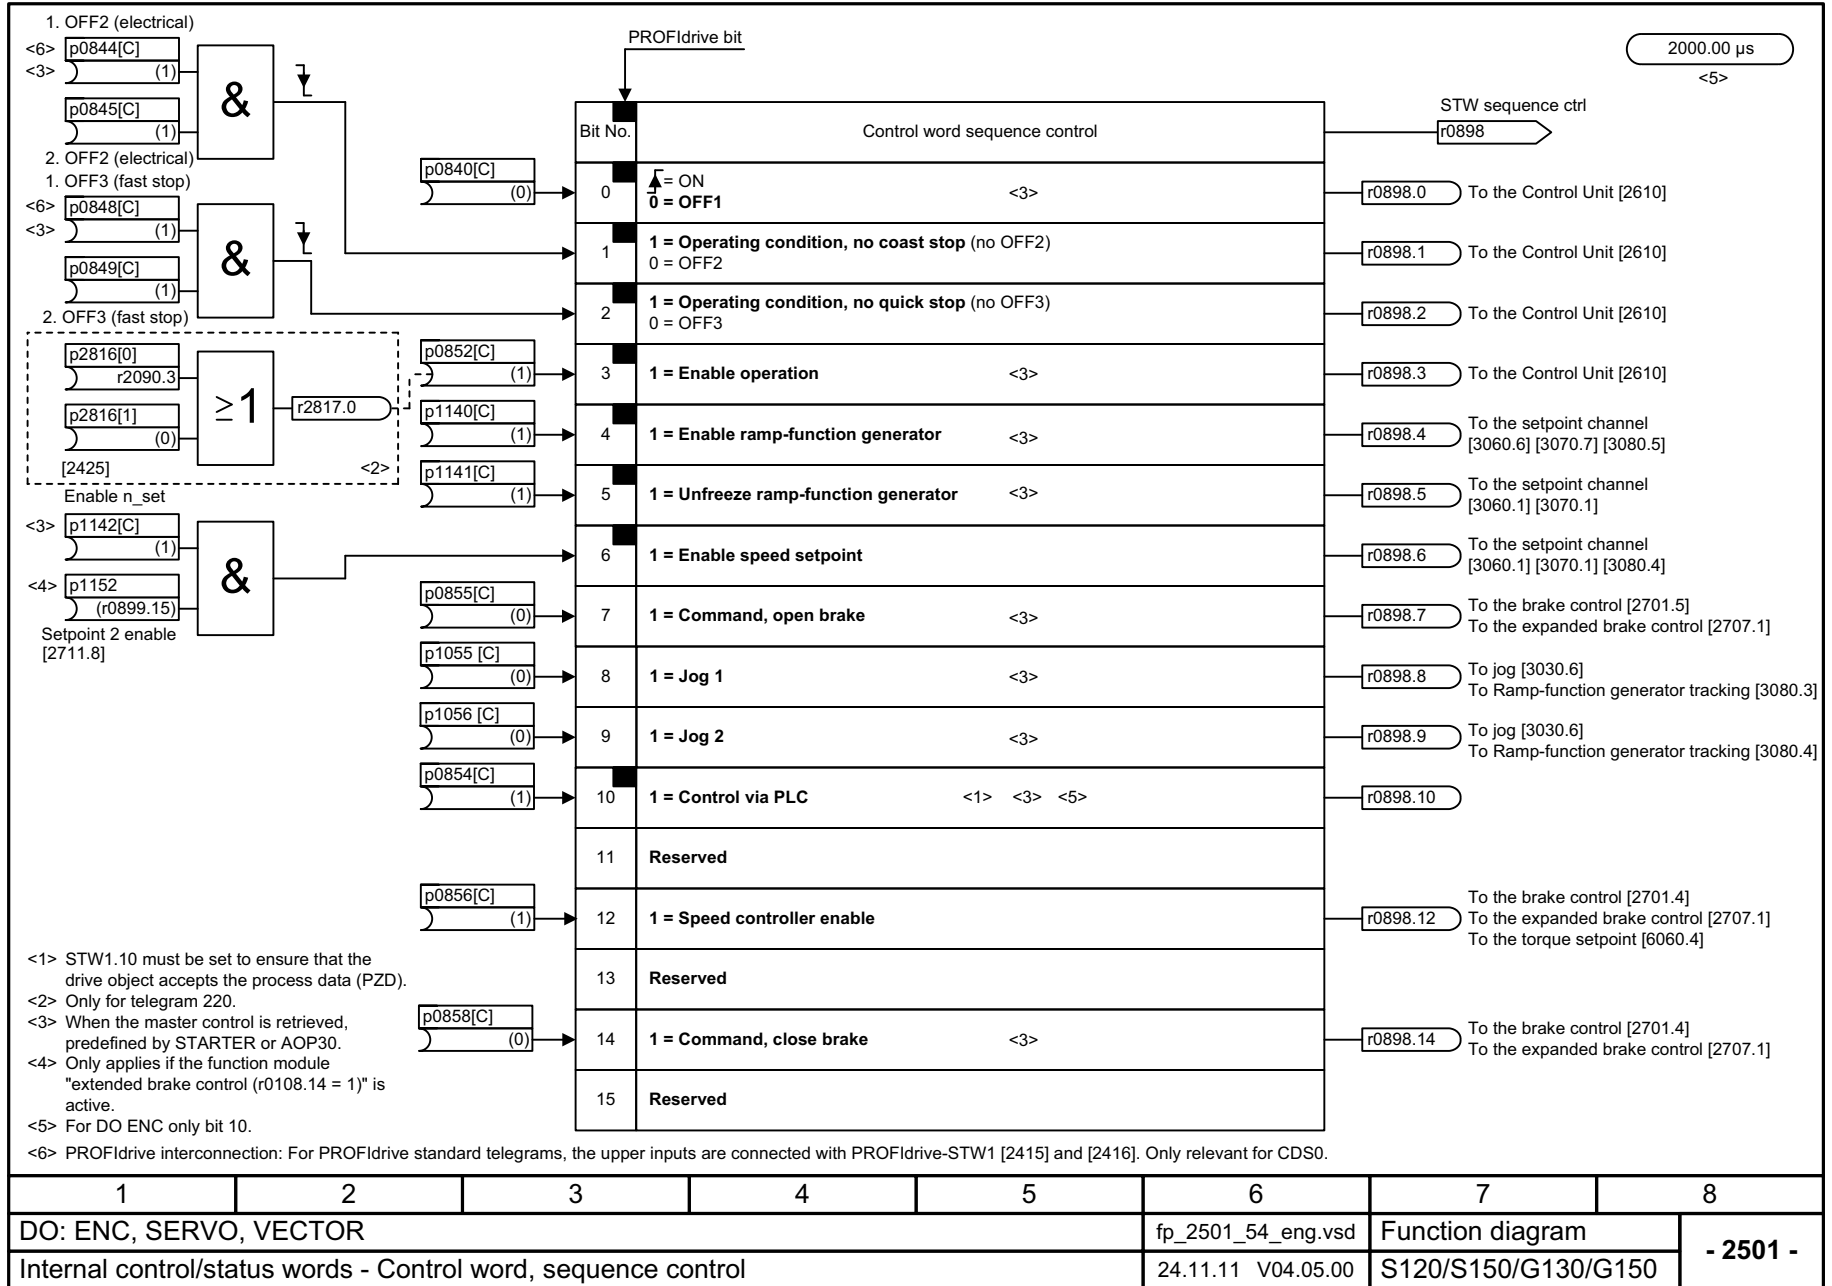 1. OFF2 (electrical)
<6> p0844[C]
<3> (1)
p0845[C]
(1)
&
2. OFF2 (electrical)
1. OFF3 (fast stop)
<6> p0848[C]
<3> (1)
p0849[C]
(1)
&
2. OFF3 (fast stop)
p2816[0]
r2090.3
p2816[1]
(0)
≥1
r2817.0
[2425] <2>
Enable n_set
<3> p1142[C]
(1)
<4> p1152
(r0899.15)
&
Setpoint 2 enable
[2711.8]
PROFIdrive bit
2000.00 µs
<5>
Bit No. Control word sequence control
STW sequence ctrl
r0898
p0840[C]
(0)
0 = ON <3>
0 = OFF1
r0898.0 To the Control Unit [2610]
1 1 = Operating condition, no coast stop (no OFF2)
0 = OFF2
r0898.1 To the Control Unit [2610]
2 1 = Operating condition, no quick stop (no OFF3)
0 = OFF3
r0898.2 To the Control Unit [2610]
p0852[C]
(1)
3 1 = Enable operation <3>
r0898.3 To the Control Unit [2610]
p1140[C]
(1)
4 1 = Enable ramp-function generator <3>
r0898.4 To the setpoint channel
[3060.6] [3070.7] [3080.5]
p1141[C]
(1)
5 1 = Unfreeze ramp-function generator <3>
r0898.5 To the setpoint channel
[3060.1] [3070.1]
6 1 = Enable speed setpoint
r0898.6 To the setpoint channel
[3060.1] [3070.1] [3080.4]
p0855[C]
(0)
7 1 = Command, open brake <3>
r0898.7 To the brake control [2701.5]
To the expanded brake control [2707.1]
p1055 [C]
(0)
8 1 = Jog 1 <3>
r0898.8 To jog [3030.6]
To Ramp-function generator tracking [3080.3]
p1056 [C]
(0)
9 1 = Jog 2 <3>
r0898.9 To jog [3030.6]
To Ramp-function generator tracking [3080.4]
p0854[C]
(1)
10 1 = Control via PLC <1> <3> <5>
r0898.10
11 Reserved
p0856[C]
(1)
12 1 = Speed controller enable
r0898.12 To the brake control [2701.4]
To the expanded brake control [2707.1]
To the torque setpoint [6060.4]
13 Reserved
p0858[C]
(0)
14 1 = Command, close brake <3>
r0898.14 To the brake control [2701.4]
To the expanded brake control [2707.1]
15 Reserved
<1> STW1.10 must be set to ensure that the
drive object accepts the process data (PZD).
<2> Only for telegram 220.
<3> When the master control is retrieved,
predefined by STARTER or AOP30.
<4> Only applies if the function module
"extended brake control (r0108.14 = 1)" is
active.
<5> For DO ENC only bit 10.
<6> PROFIdrive interconnection: For PROFIdrive standard telegrams, the upper inputs are connected with PROFIdrive-STW1 [2415] and [2416]. Only relevant for CDS0.
1 2 3 4 5 6 7 8
DO: ENC, SERVO, VECTOR fp_2501_54_eng.vsd Function diagram - 2501 -
Internal control/status words - Control word, sequence control 24.11.11 V04.05.00 S120/S150/G130/G150